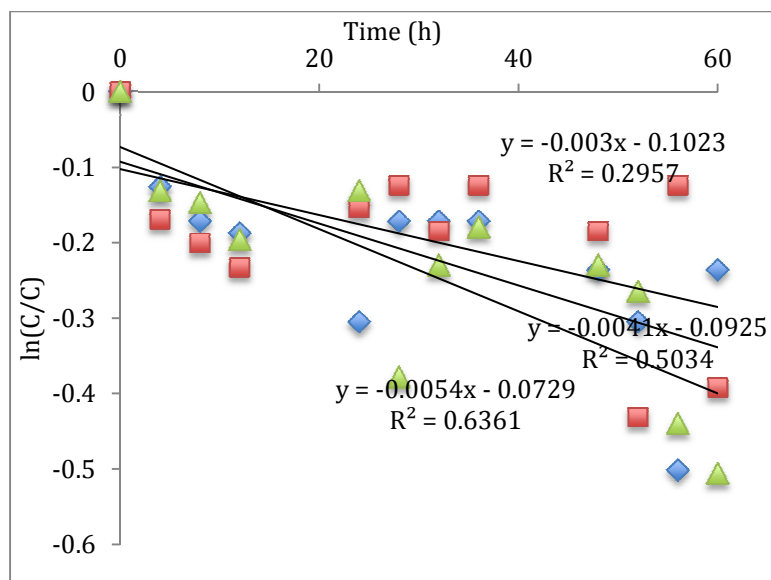 Time (h)
0 20 40 60
0
-0.1
-0.2
-0.3
-0.4
-0.5
-0.6
ln(C/C)
y = -0.003x - 0.1023
R² = 0.2957
y = -0.0041x - 0.0925
R² = 0.5034
y = -0.0054x - 0.0729
R² = 0.6361